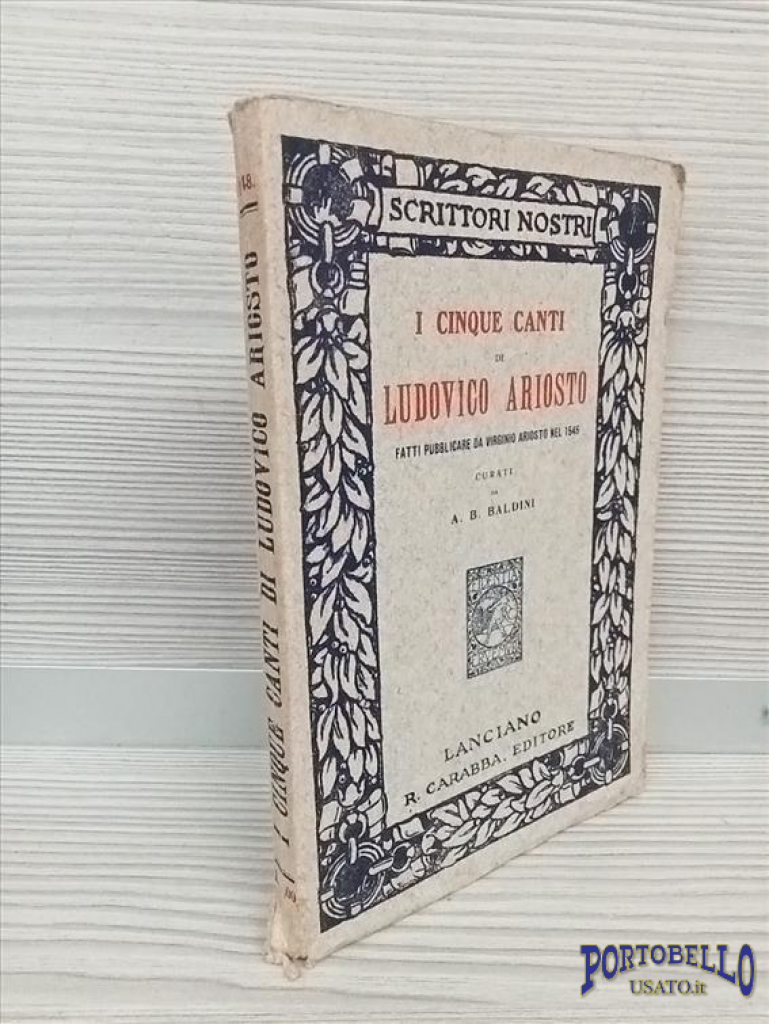 SCRITTORI NOSTRI
I CINQUE CANTI
DI
LUDOVICO ARIOSTO
FATTI PUBBLICARE DA VIRGINIO ARIOSTO NEL 1545
CURATI
DA
A. B. BALDINI
LANCIANO
R. CARABBA, EDITORE
48.
I CINQUE CANTI DI LUDOVICO ARIOSTO
PORTOBELLO
USATO.it